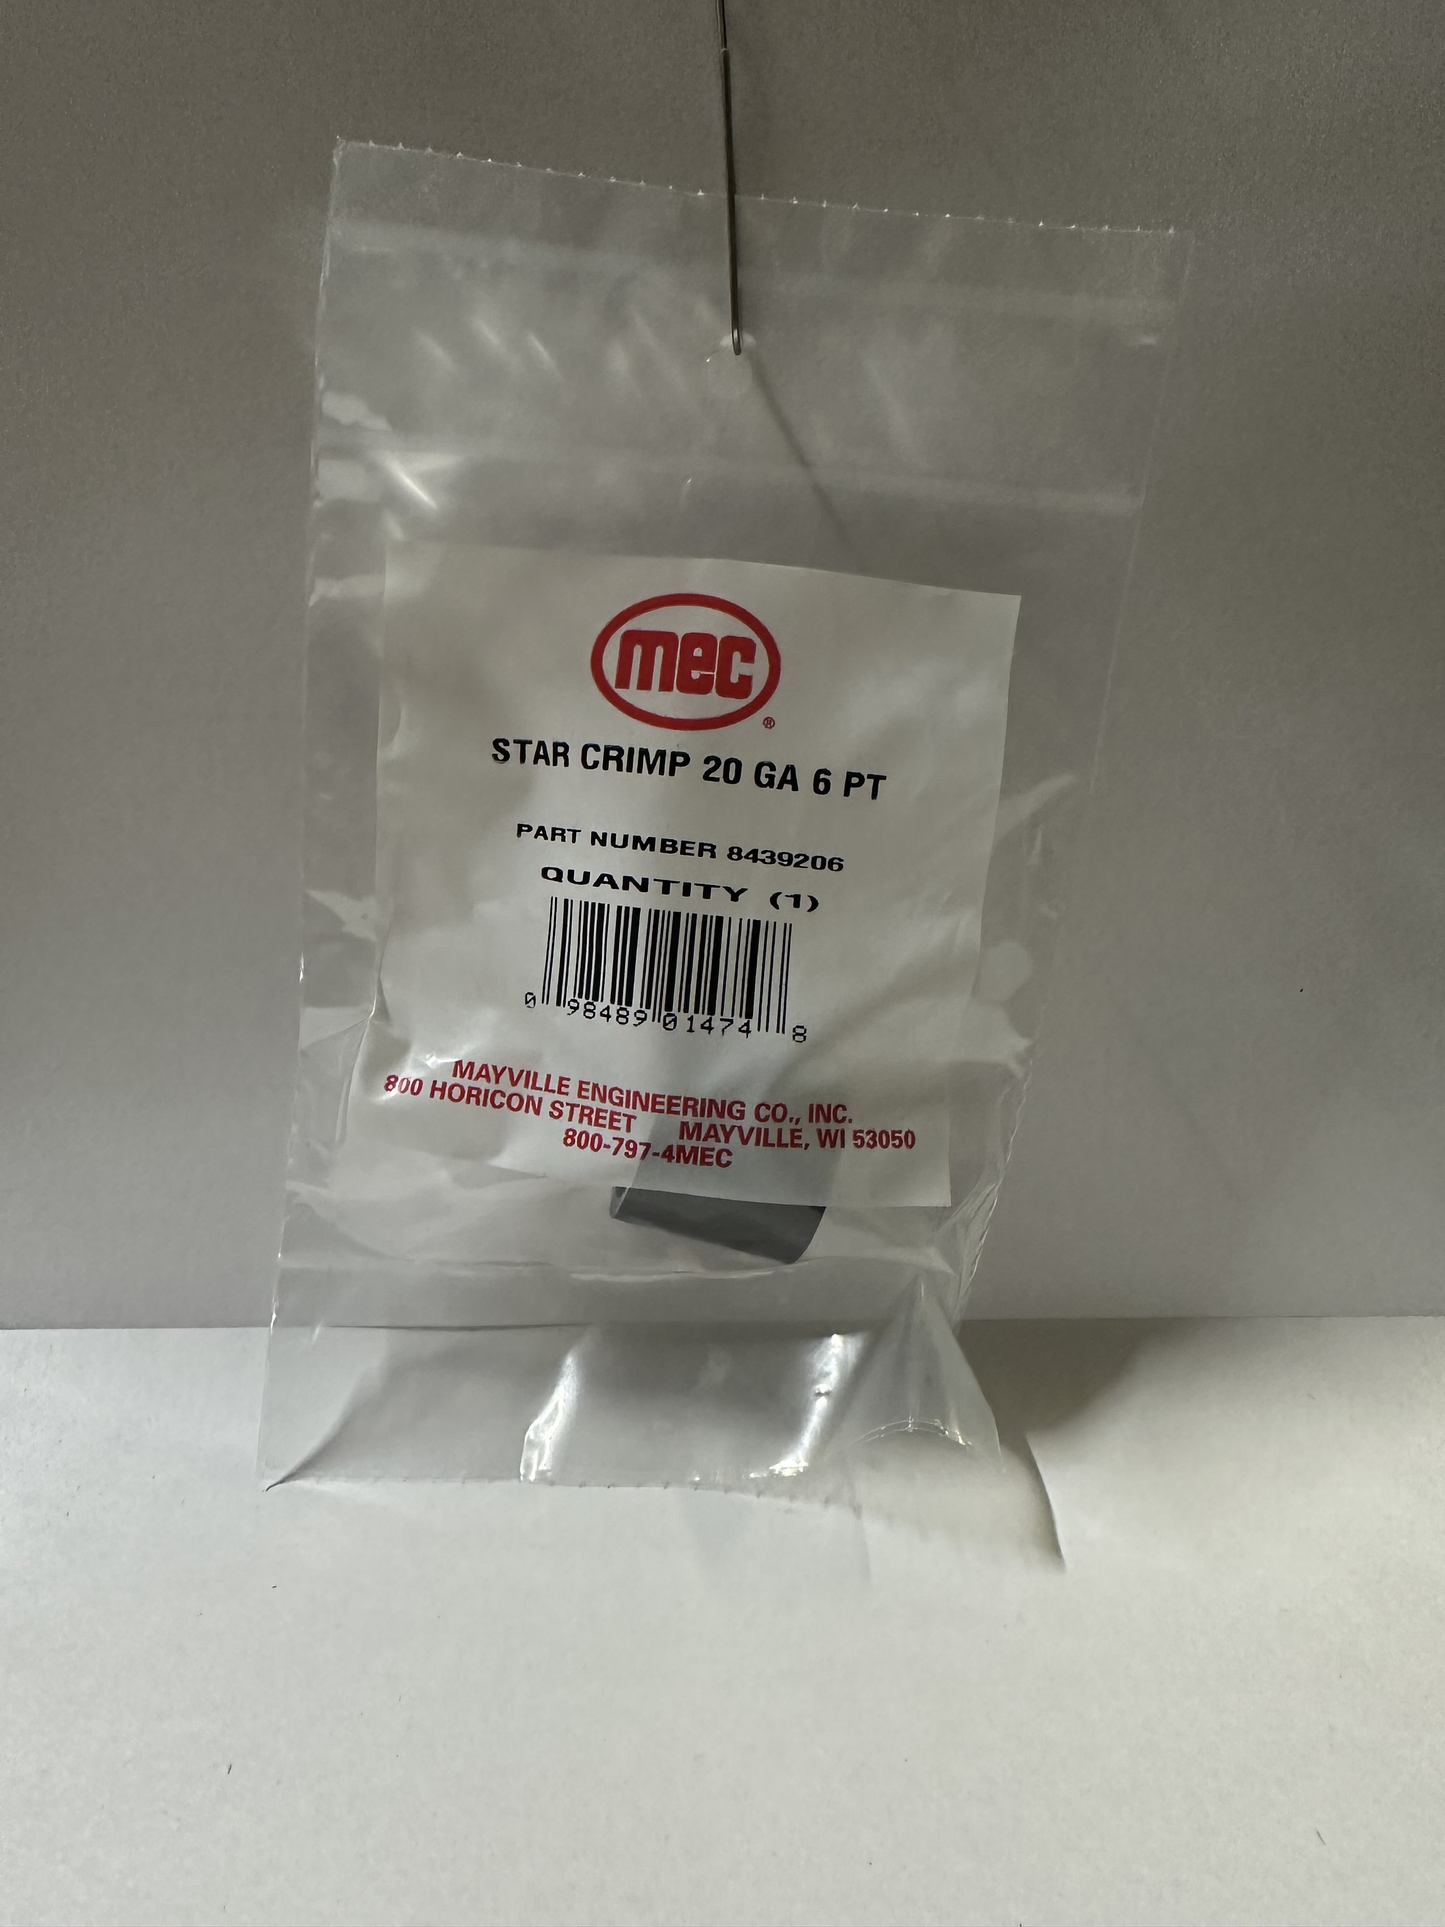 mec®
STAR CRIMP 20 GA 6 PT
PART NUMBER 8439206
QUANTITY (1)
0 98489 01474 8
MAYVILLE ENGINEERING CO., INC.
800 HORICON STREET MAYVILLE, WI 53050
800-797-4MEC